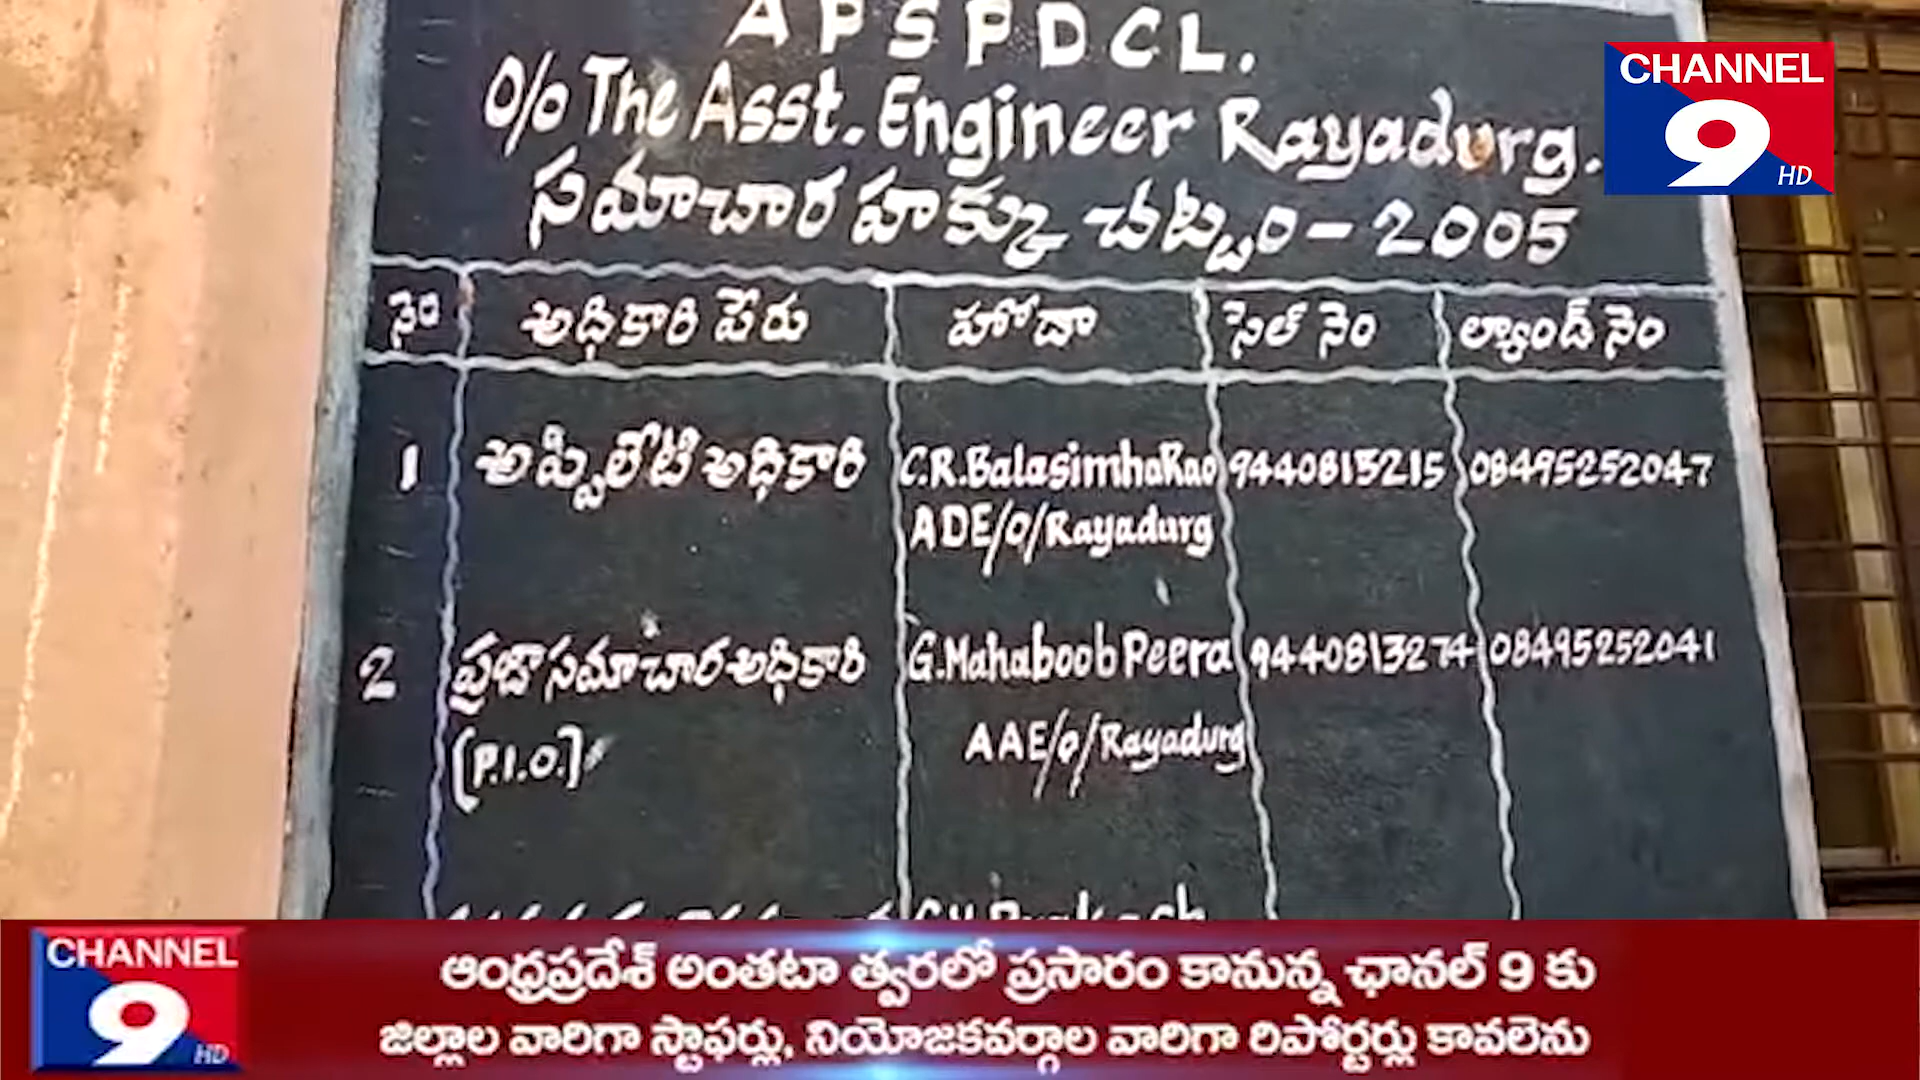 APSPDCL.
O/o The Asst. Engineer Rayadurg.
సమాచార హక్కు చట్టం - 2005
నెం అధికారి పేరు హోదా సెల్ నెం ల్యాండ్ నెం
1 అప్పిలేటి అధికారి C.R.BalasimhaRao 9440813215 08495252047
ADE/O/Rayadurg
2 ప్రజా సమాచార అధికారి G.Mahaboob Peera 9440813274 08495252041
[P.I.O.] AAE/O/Rayadurg
CHANNEL
9
HD
CHANNEL
9
HD
ఆంధ్రప్రదేశ్ అంతటా త్వరలో ప్రసారం కానున్న ఛానల్ 9 కు
జిల్లాల వారిగా స్టాఫర్లు, నియోజకవర్గాల వారిగా రిపోర్టర్లు కావలెను